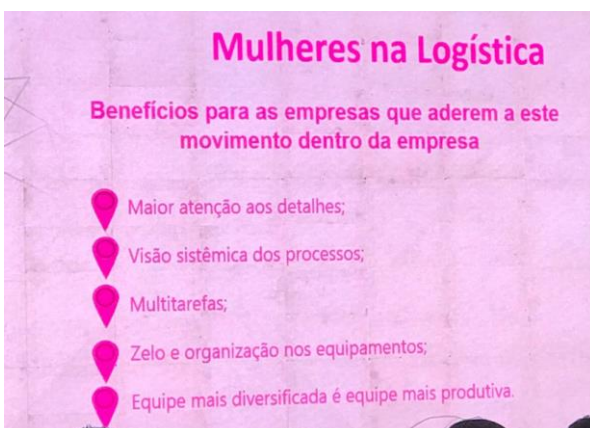 Mulheres na Logística
Benefícios para as empresas que aderem a este
movimento dentro da empresa
Maior atenção aos detalhes;
Visão sistêmica dos processos;
Multitarefas;
Zelo e organização nos equipamentos;
Equipe mais diversificada é equipe mais produtiva.